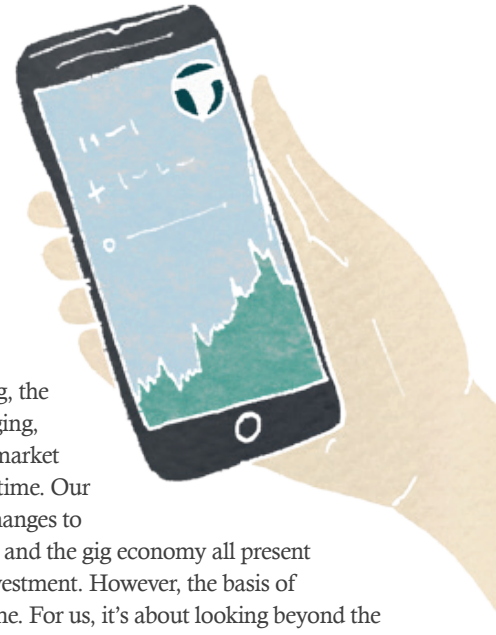 g, the
ging,
market
time. Our
hanges to
and the gig economy all present
vestment. However, the basis of
ne. For us, it’s about looking beyond the